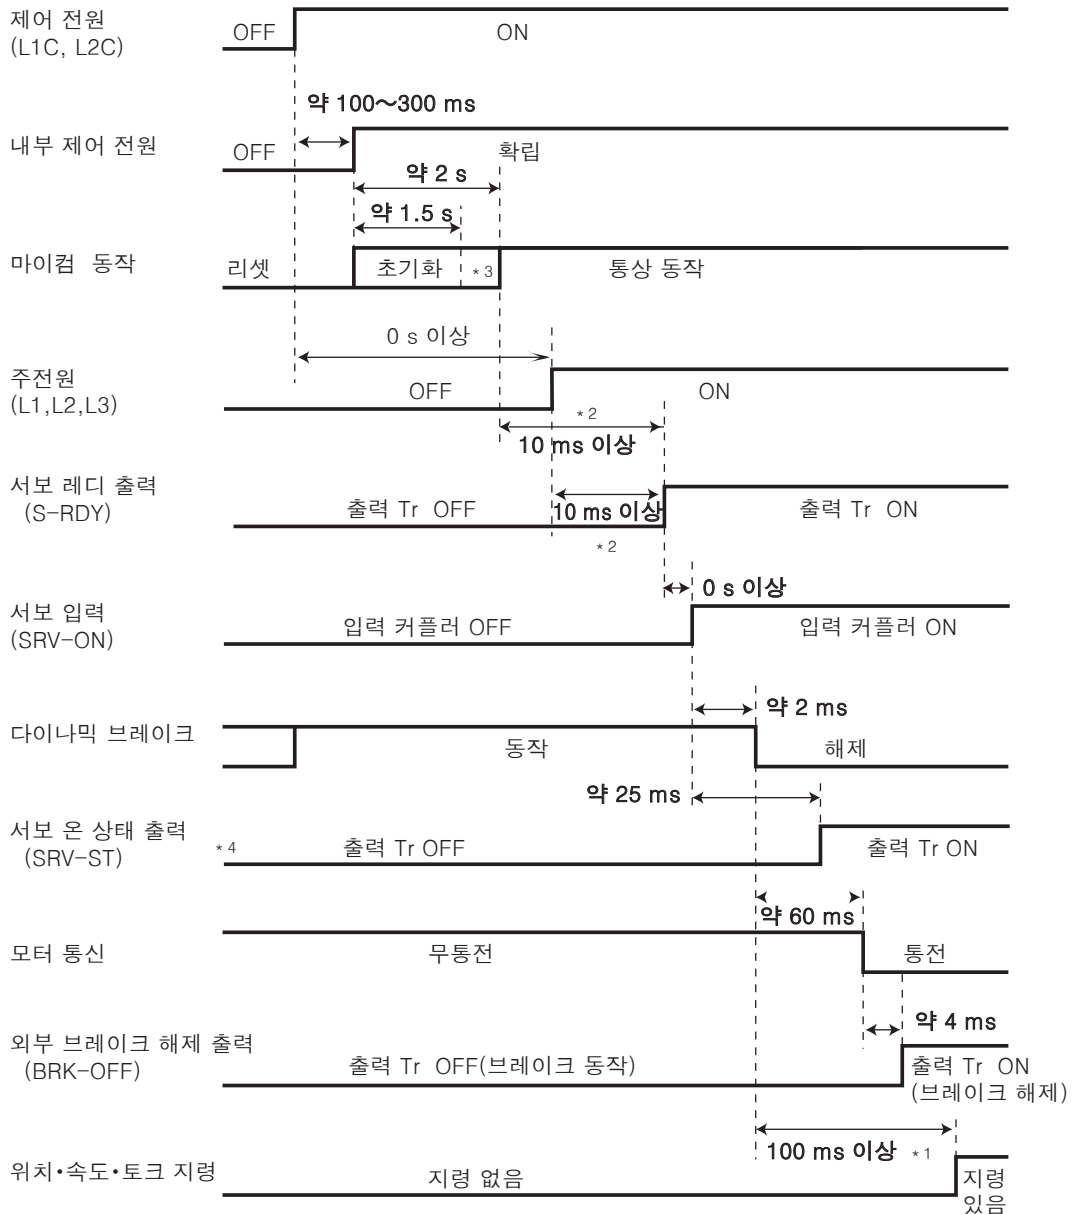 제어 전원
(L1C, L2C)
OFF
ON
약 100～300 ms
내부 제어 전원
OFF
확립
약 2 s
약 1.5 s
마이컴 동작
리셋
초기화
*3
통상 동작
0 s 이상
주전원
(L1,L2,L3)
OFF
ON
*2
10 ms 이상
서보 레디 출력
(S-RDY)
출력 Tr OFF
10 ms 이상
출력 Tr ON
*2
0 s 이상
서보 입력
(SRV-ON)
입력 커플러 OFF
입력 커플러 ON
약 2 ms
다이나믹 브레이크
동작
해제
약 25 ms
서보 온 상태 출력
(SRV-ST)
*4
출력 Tr OFF
출력 Tr ON
약 60 ms
모터 통신
무통전
통전
약 4 ms
외부 브레이크 해제 출력
(BRK-OFF)
출력 Tr OFF(브레이크 동작)
출력 Tr ON
(브레이크 해제)
100 ms 이상 *1
위치•속도•토크 지령
지령 없음
지령
있음